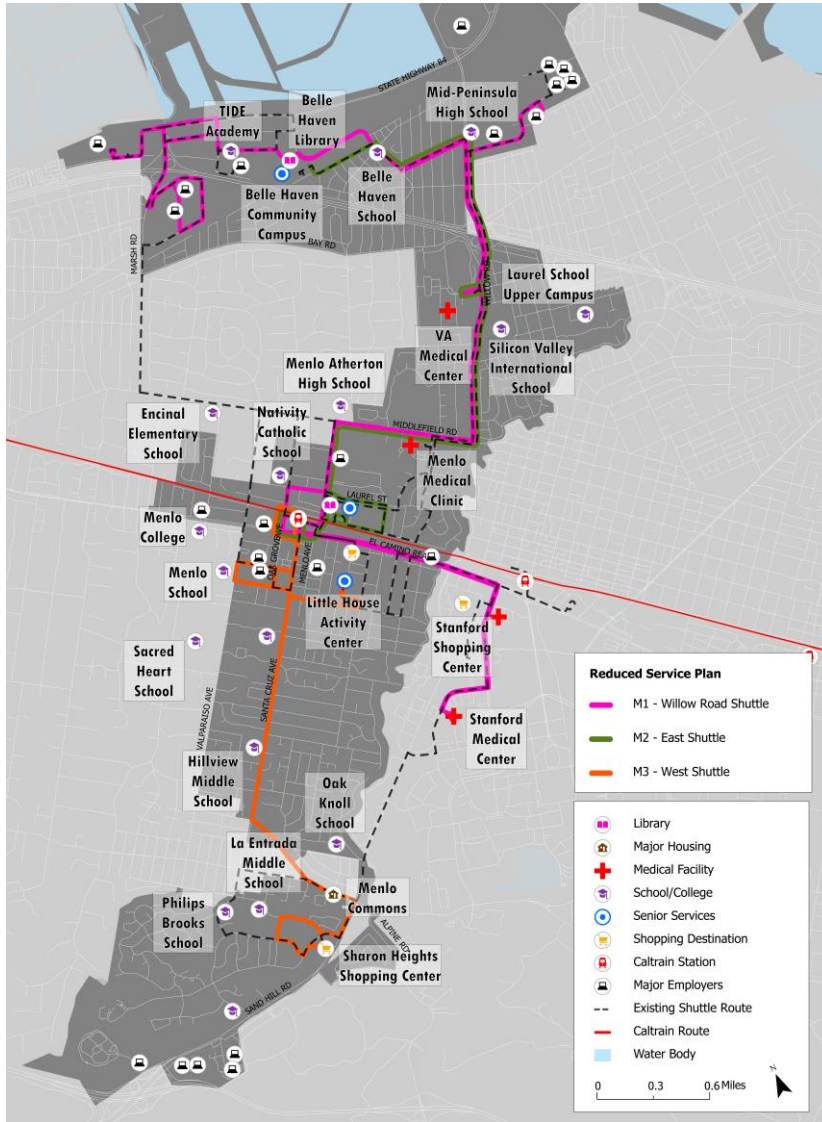 STATE HIGHWAY 84
Mid-Peninsula
High School
TIDE
Academy
Belle
Haven
Library
Belle Haven
Community
Campus
Belle
Haven
School
MARSH RD
BAY RD
WILLOW RD
Laurel School
Upper Campus
VA
Medical
Center
Silicon Valley
International
School
Menlo Atherton
High School
Encinal
Elementary
School
Nativity
Catholic
School
MIDDLEFIELD RD
Menlo
Medical
Clinic
LAUREL ST
Menlo
College
OAK GROVE AVE
MENLO AVE
EL CAMINO REAL
Menlo
School
Little House
Activity
Center
Stanford
Shopping
Center
Sacred
Heart
School
SANTA CRUZ AVE
VALPARAISO AVE
Stanford
Medical
Center
Hillview
Middle
School
Oak
Knoll
School
La Entrada
Middle
School
Menlo
Commons
Philips
Brooks
School
ALPINE RD
Sharon Heights
Shopping Center
SAND HILL RD
Reduced Service Plan
M1 - Willow Road Shuttle
M2 - East Shuttle
M3 - West Shuttle
Library
Major Housing
Medical Facility
School/College
Senior Services
Shopping Destination
Caltrain Station
Major Employers
Existing Shuttle Route
Caltrain Route
Water Body
N
0 0.3 0.6 Miles